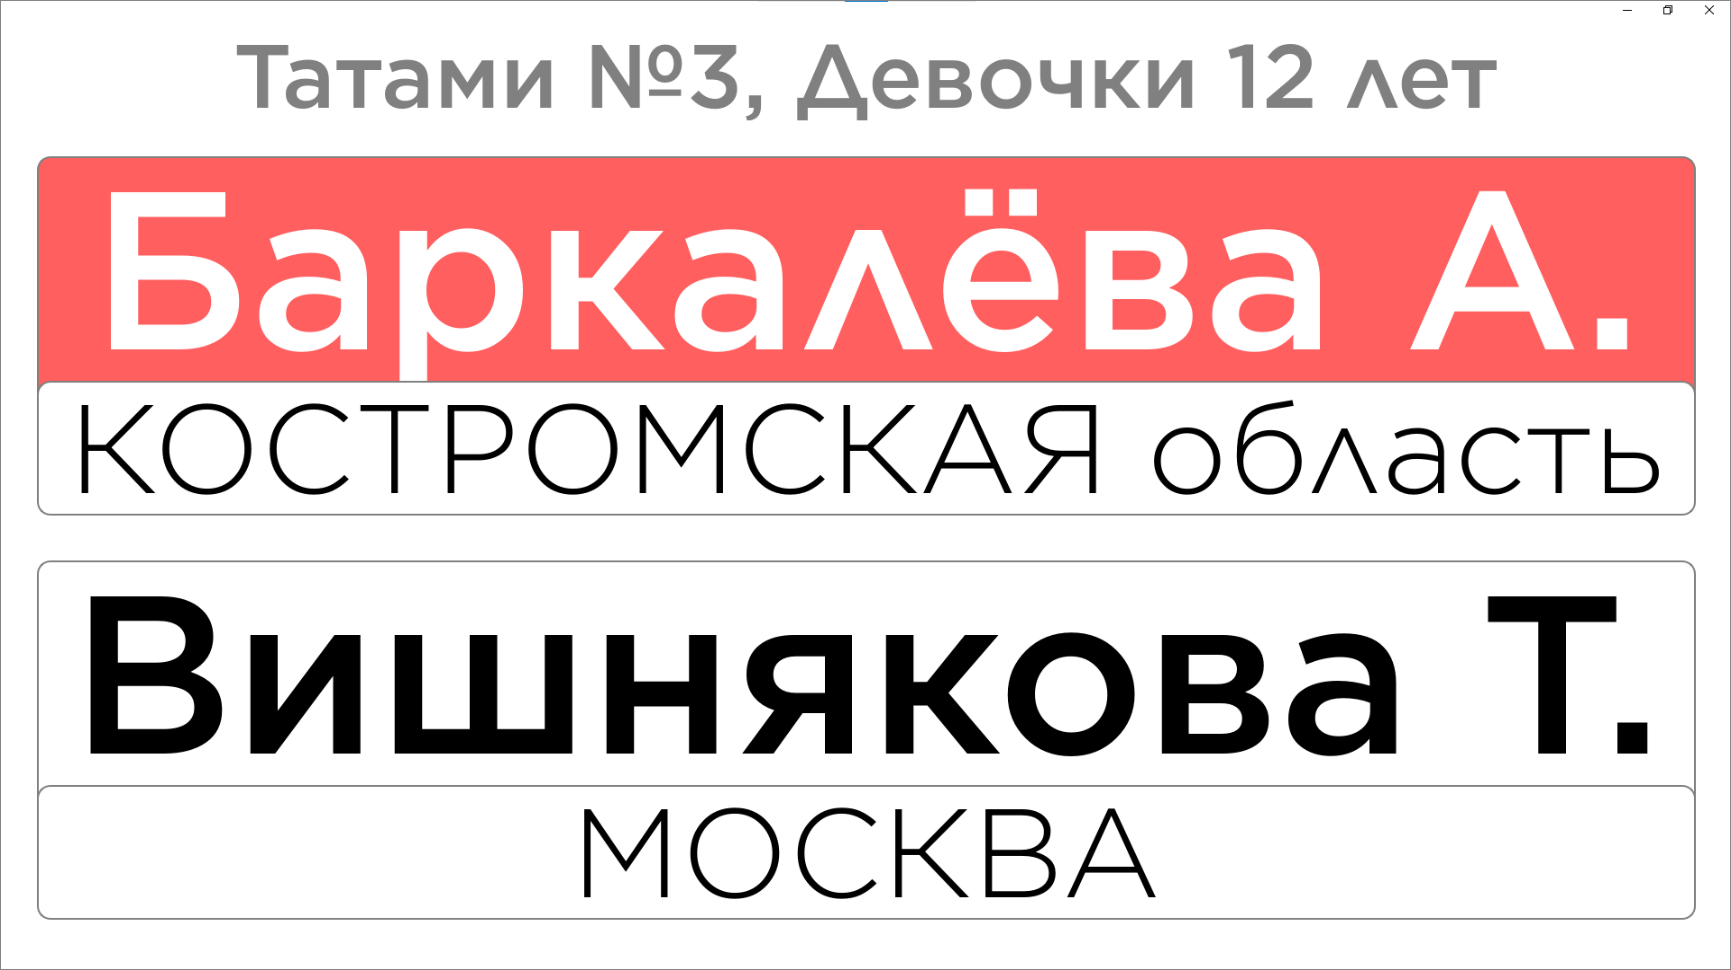 Татами №3, Девочки 12 лет
Баркалёва А.
КОСТРОМСКАЯ область
Вишнякова Т.
МОСКВА